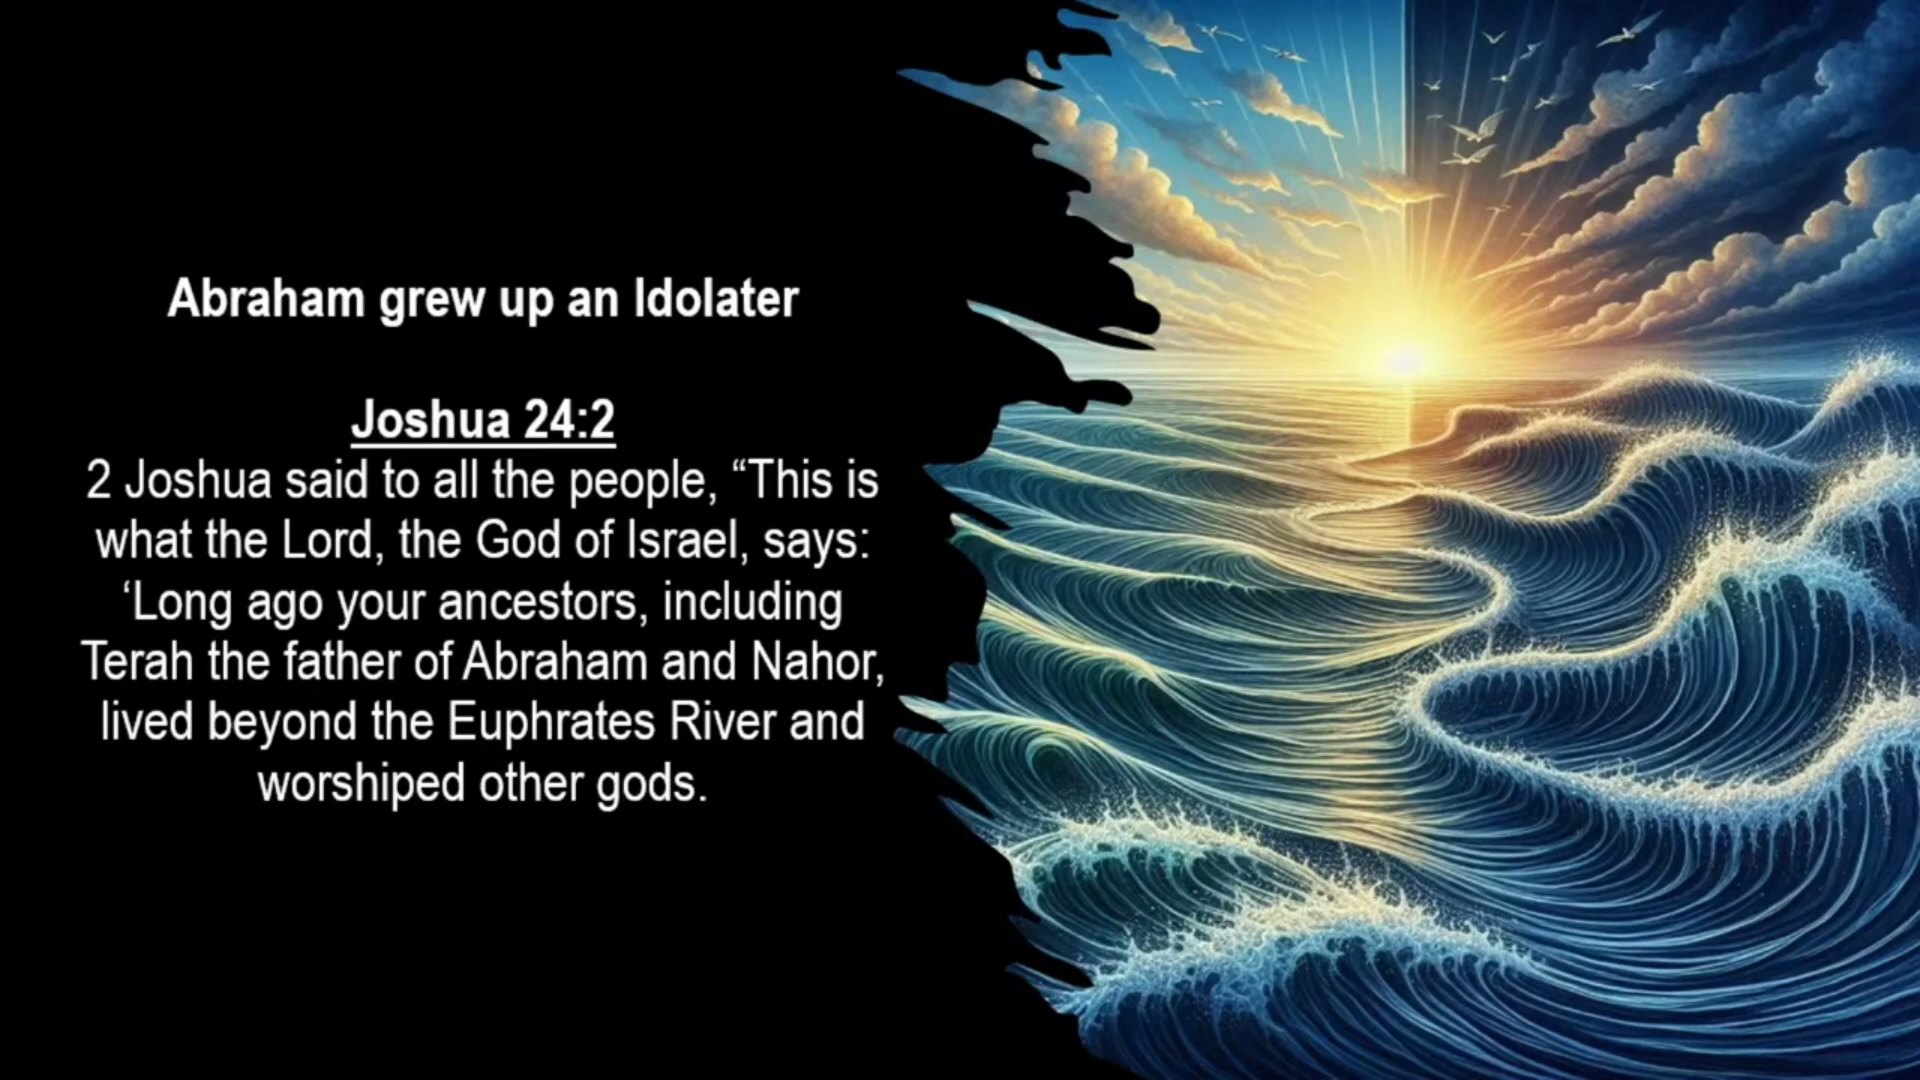 Abraham grew up an Idolater
Joshua 24:2
2 Joshua said to all the people, “This is
what the Lord, the God of Israel, says:
‘Long ago your ancestors, including
Terah the father of Abraham and Nahor,
lived beyond the Euphrates River and
worshiped other gods.